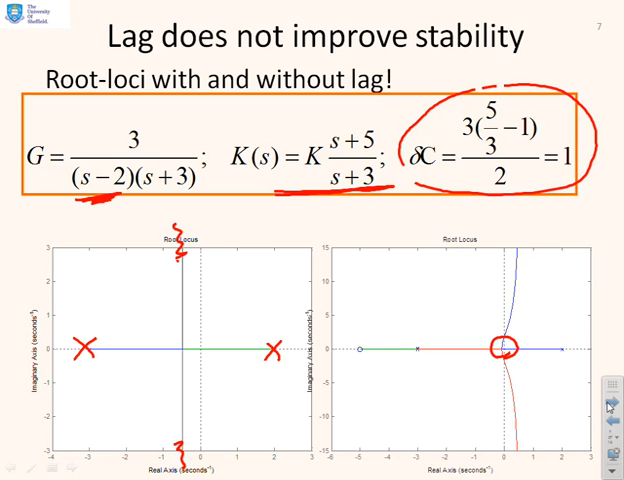 The
University
Of
Sheffield.
7
Lag does not improve stability
Root-loci with and without lag!
G = 3 / (s − 2)(s + 3) ; K(s) = K s + 5 / s + 3 ; δC = 3(5/3 − 1) / 2 = 1
Root Locus
3
2
1
0
-1
-2
-3
Imaginary Axis (seconds⁻¹)
-4 -3 -2 -1 0 1 2 3
Real Axis (seconds⁻¹)
Root Locus
15
10
5
0
-5
-10
-15
Imaginary Axis (seconds⁻¹)
-6 -5 -4 -3 -2 -1 0 1 2 3
Real Axis (seconds⁻¹)